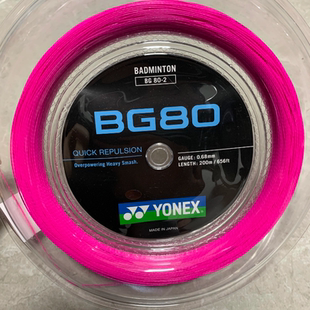 BADMINTON
BG 80-2
BG80
QUICK REPULSION
Overpowering Heavy Smash.
GAUGE: 0.68mm
LENGTH: 200m / 656ft
YONEX
MADE IN JAPAN